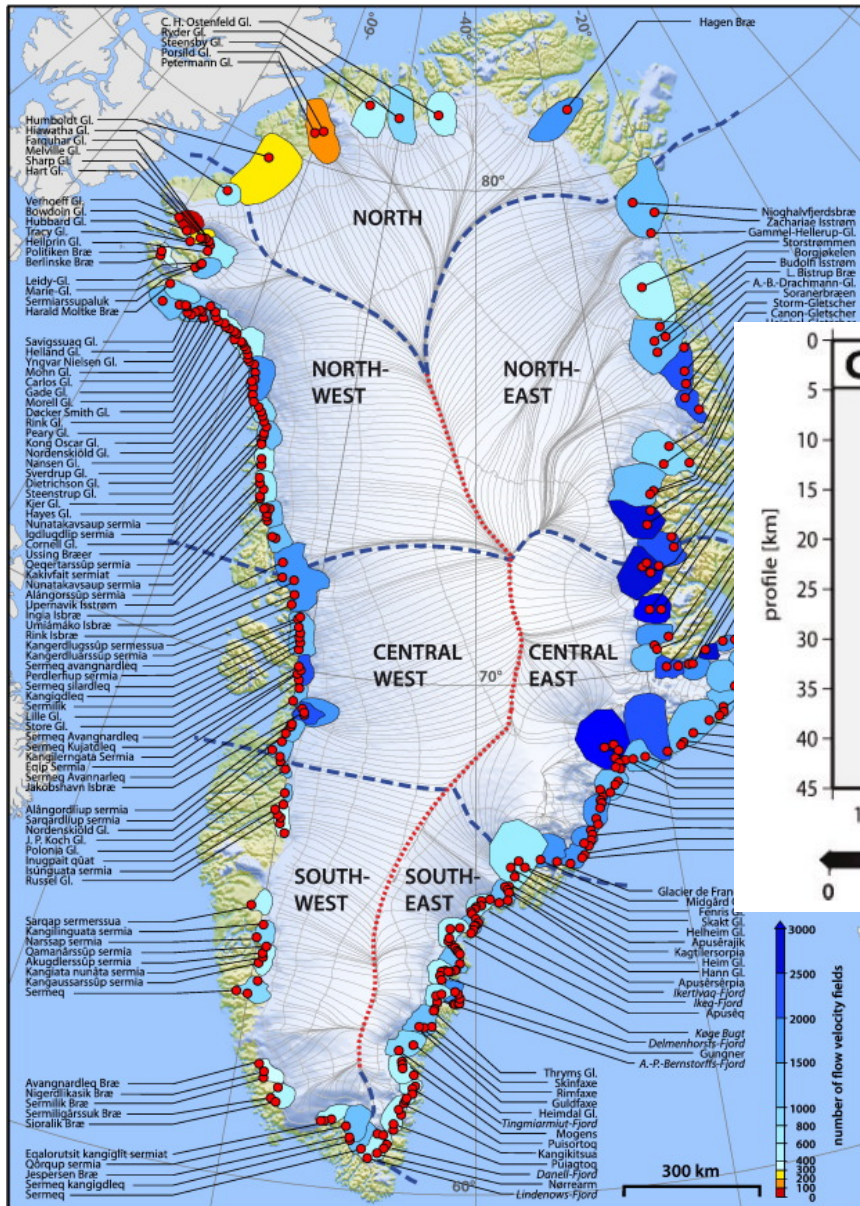 C. H. Ostenfeld Gl.
Ryder Gl.
Steensby Gl.
Porsild Gl.
Petermann Gl.
60°
40°
20°
Hagen Bræ
Humboldt Gl.
Hiawatha Gl.
Farquhar Gl.
Melville Gl.
Sharp Gl.
Hart Gl.
Verhoeff Gl.
Bowdoin Gl.
Hubbard Gl.
Tracy Gl.
Heilprin Gl.
Politiken Bræ
Berlinske Bræ
Leidy-Gl.
Marie-Gl.
Sermiarssupaluk
Harald Moltke Bræ
Savigssuaq Gl.
Helland Gl.
Yngvar Nielsen Gl.
Mohn Gl.
Carlos Gl.
Gade Gl.
Morell Gl.
Døcker Smith Gl.
Rink Gl.
Peary Gl.
Kong Oscar Gl.
Nordenskiöld Gl.
Nansen Gl.
Sverdrup Gl.
Dietrichson Gl.
Steenstrup Gl.
Kjer Gl.
Hayes Gl.
Nunatakavsaup sermia
Igdlugdlip sermia
Cornell Gl.
Ussing Bræer
Qeqertarssûp sermia
Kakivfait sermiat
Nunatakavsaup sermia
Alángorssûp sermia
Upernavik Isstrøm
Ingia Isbræ
Umiámáko Isbræ
Rink Isbræ
Kangerdlugssûp sermessua
Kangerdluarssûp sermia
Sermeq avangnardleq
Perdlerfiup sermia
Sermeq silardleq
Kangigdleq
Sermilik
Lille Gl.
Store Gl.
Sermeq Avangnardleq
Sermeq Kujatdleq
Kangilerngata Sermia
Eqip Sermia
Sermeq Avannarleq
Jakobshavn Isbræ
Alángordliup sermia
Sarqardliup sermia
Nordenskiöld Gl.
J. P. Koch Gl.
Polonia Gl.
Inugpait qûat
Isúnguata sermia
Russel Gl.
Sarqap sermerssua
Kangilinguata sermia
Narssap sermia
Qamanârssûp sermia
Akugdlerssûp sermia
Kangiata nunâta sermia
Kangaussarssûp sermia
Sermeq
Avangnardleq Bræ
Nigerdlikasik Bræ
Sermilik Bræ
Sermiligârssuk Bræ
Sioralik Bræ
Eqalorutsit kangigdlît sermiat
Qôrqup sermia
Jespersen Bræ
Sermeq kangigdleq
Sermeq
NORTH
NORTH-WEST
NORTH-EAST
CENTRAL WEST
CENTRAL EAST
SOUTH-WEST
SOUTH-EAST
80°
70°
60°
Nioghalvfjerdsbræ
Zachariae Isstrøm
Gammel-Hellerup-Gl.
Storstrømmen
Borgjøkelen
Budolfi Isstrøm
L. Bistrup Bræ
A.-B.-Drachmann-Gl.
Soranerbræen
Storm-Gletscher
Canon-Gletscher
0
5
10
15
20
25
30
35
40
45
profile [km]
0
Glacier de Fran
Midgård
Fenris
Skakt Gl.
Helheim Gl.
Apusêrajik
Kagtilersorpia
Heim Gl.
Hann Gl.
Apusêrsêrpia
Ikertivaq-Fjord
Ikeq-Fjord
Apuseq
Køge Bugt
Delmenhorsts-Fjord
Gungner
A.-P.-Bernstorffs-Fjord
Thryms Gl.
Skinfaxe
Rimfaxe
Guldfaxe
Heimdal Gl.
Tingmiarmiut-Fjord
Mogens
Puisortoq
Kangikitsua
Puiagtoq
Danell-Fjord
Nørrearm
Lindenows-Fjord
300 km
3000
2500
2000
1500
1000
800
600
400
300
200
100
0
number of flow velocity fields